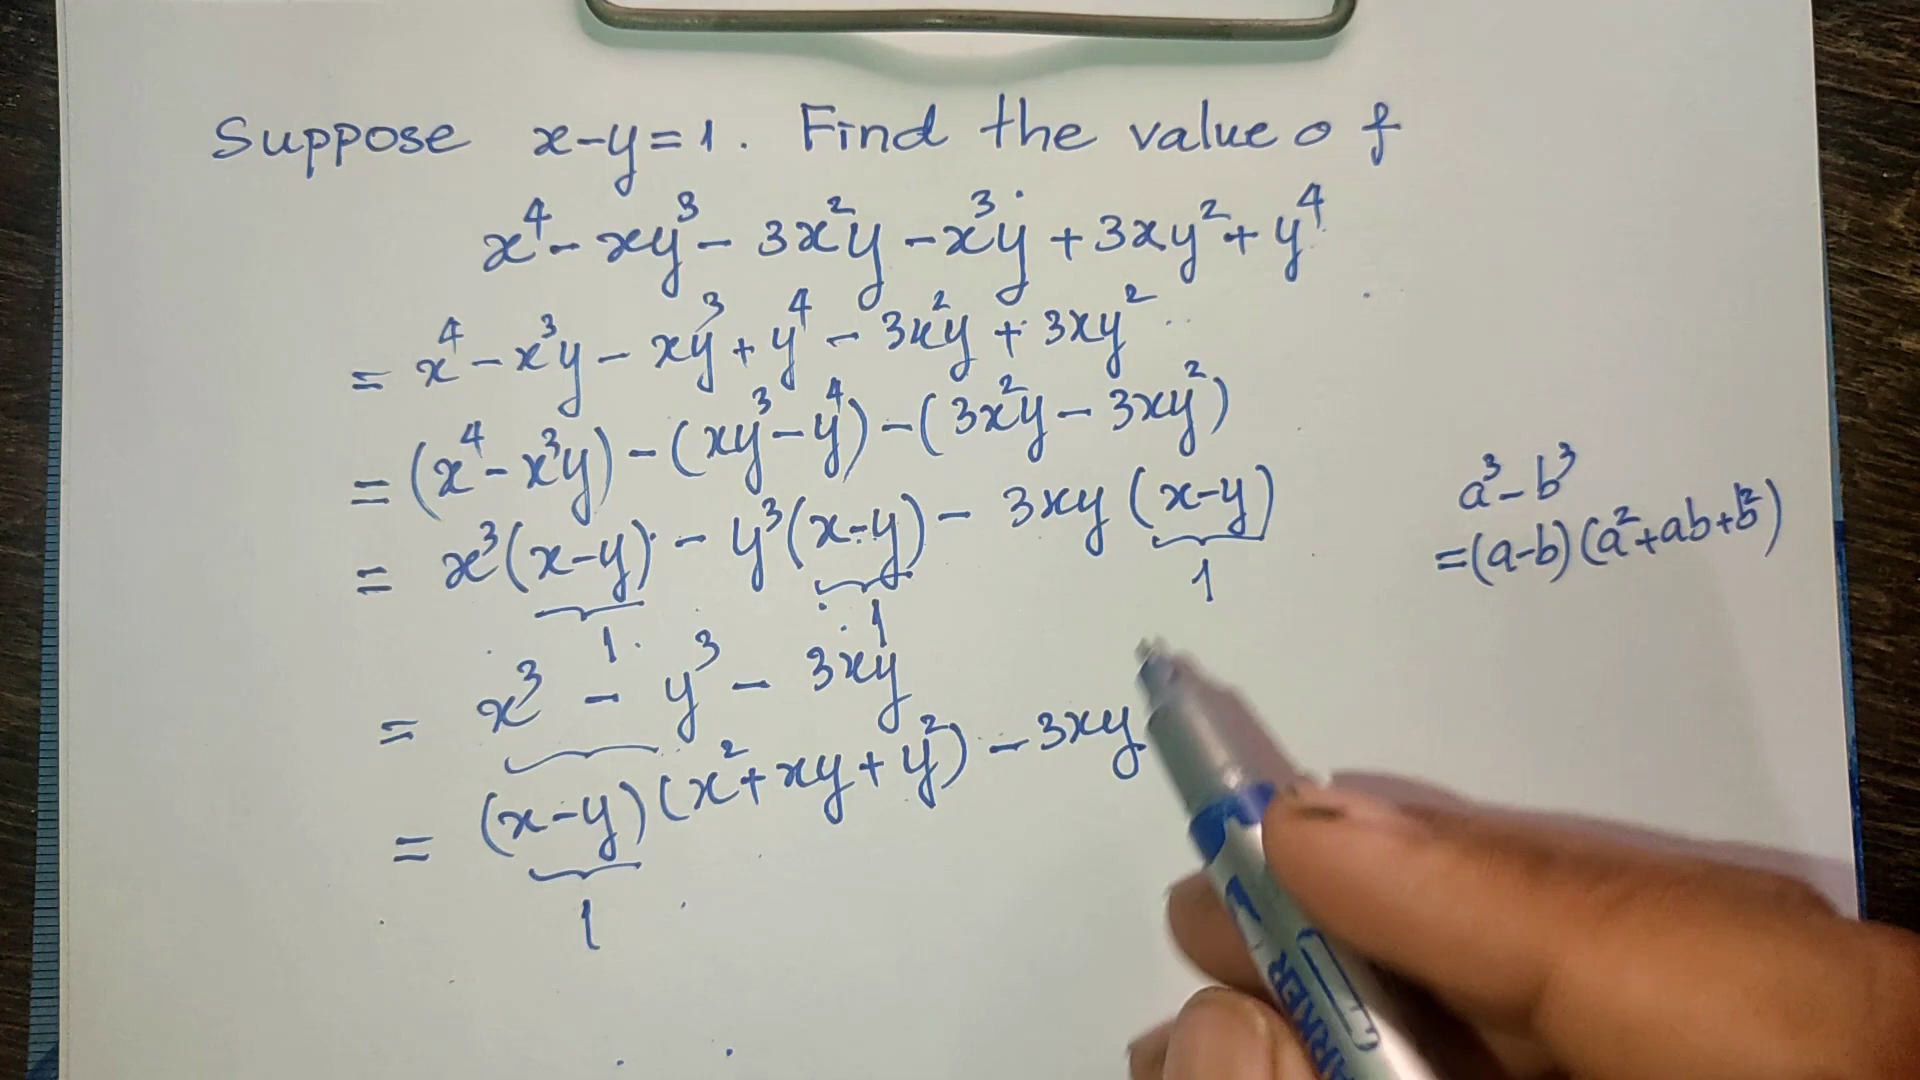 Suppose x-y=1. Find the value of
x⁴ - xy³ - 3x²y - x³y + 3xy² + y⁴
= x⁴ - x³y - xy³ + y⁴ - 3x²y + 3xy²
= (x⁴ - x³y) - (xy³ - y⁴) - (3x²y - 3xy²)
= x³(x-y) - y³(x-y) - 3xy(x-y)
1 1 1
= x³ - y³ - 3xy
= (x-y)(x² + xy + y²) - 3xy
1
a³-b³
=(a-b)(a²+ab+b²)